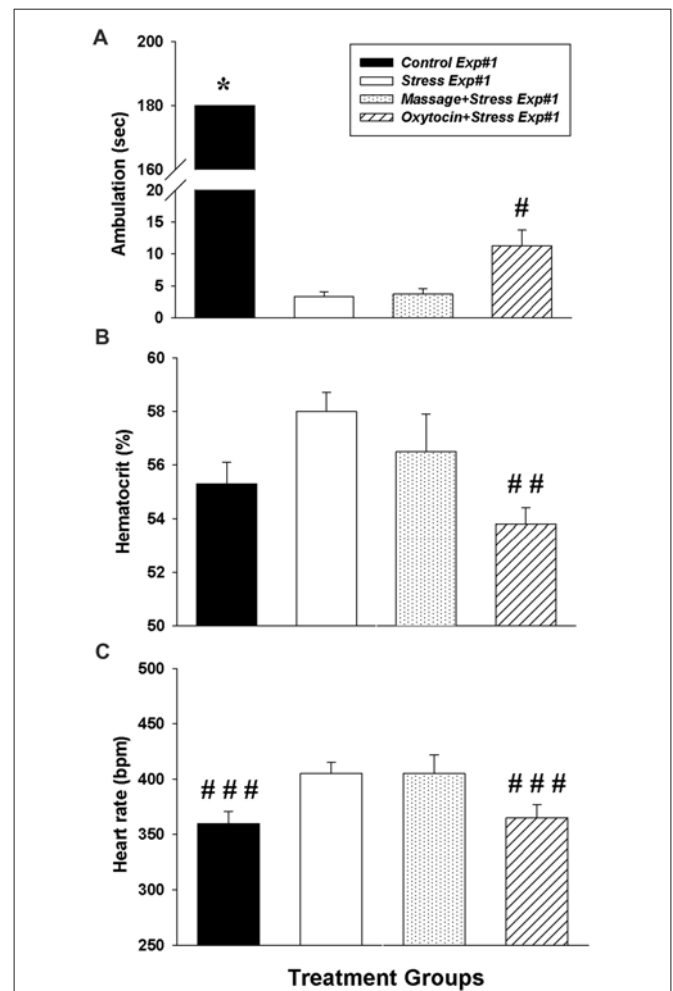 A
Ambulation (sec)
200
180
160
20
15
10
5
0
*
#
Control Exp#1
Stress Exp#1
Massage+Stress Exp#1
Oxytocin+Stress Exp#1
B
Hematocrit (%)
60
58
56
54
52
50
# #
C
Heart rate (bpm)
500
450
400
350
300
250
# # #
# # #
Treatment Groups